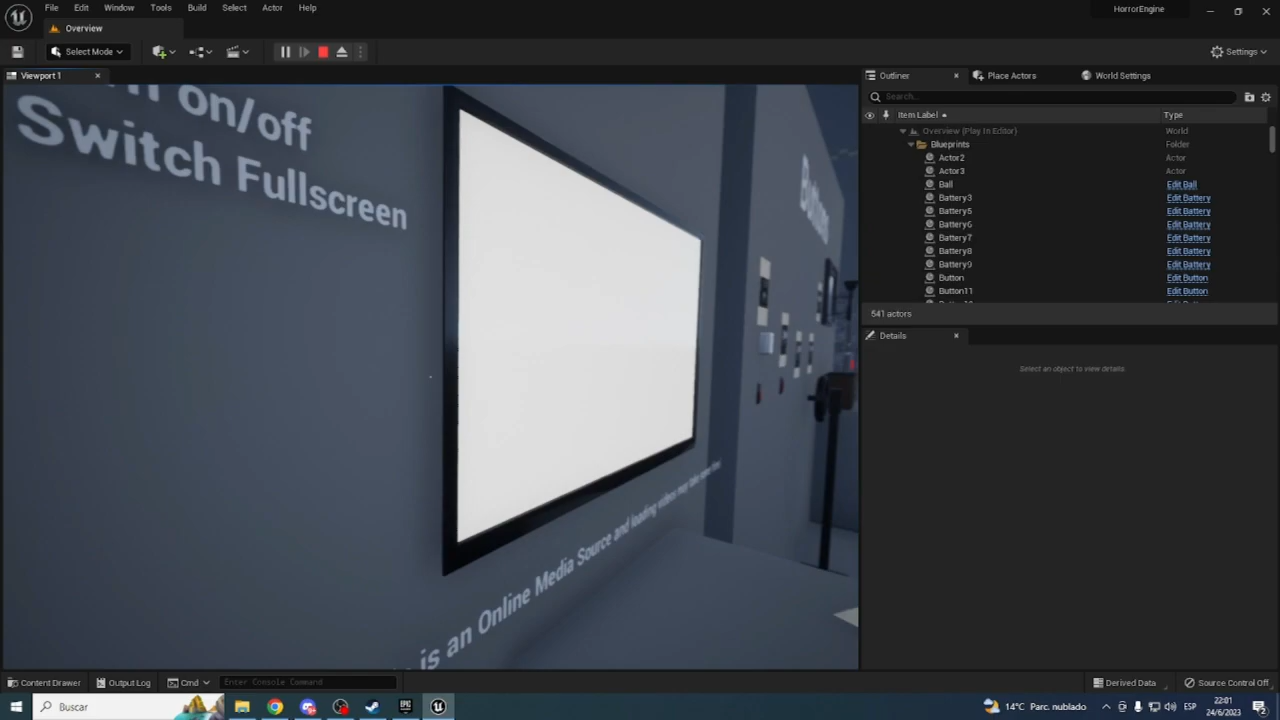 File Edit Window Tools Build Select Actor Help
HorrorEngine
Overview
Select Mode
Settings
Viewport 1
Outliner
Place Actors
World Settings
Search...
Item Label
Type
Overview (Play In Editor)
World
Blueprints
Folder
Actor2
Actor
Actor3
Actor
Ball
Edit Ball
Battery3
Edit Battery
Battery5
Edit Battery
Battery6
Edit Battery
Battery7
Edit Battery
Battery8
Edit Battery
Battery9
Edit Battery
Button
Edit Button
Button11
Edit Button
541 actors
Details
Select an object to view details
on/off
Switch Fullscreen
Buttons
is an Online Media Source and loading videos may take
Content Drawer
Output Log
Cmd
Enter Console Command
Derived Data
Source Control Off
Buscar
14°C Parc. nublado
ESP
22:01
24/6/2023
2